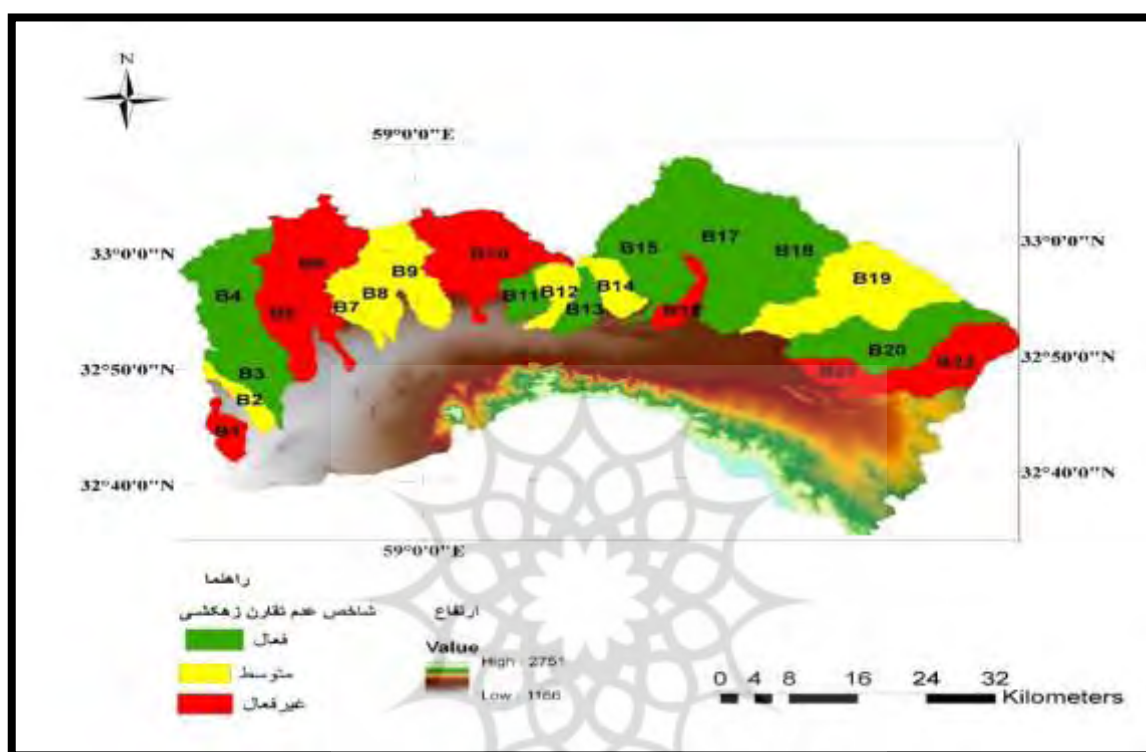 N
59°0'0"E
33°0'0"N
33°0'0"N
B17
B15
B18
B10
B9
B19
B4
B8
B7
B11
B12
B14
B13
B20
B3
32°50'0"N
32°50'0"N
B2
B1
32°40'0"N
32°40'0"N
59°0'0"E
راهنما
شاخص عدم تقارن زهکشی
فعال
متوسط
غیرفعال
ارتفاع
Value
High : 2751
Low : 1166
0 4 8 16 24 32
Kilometers